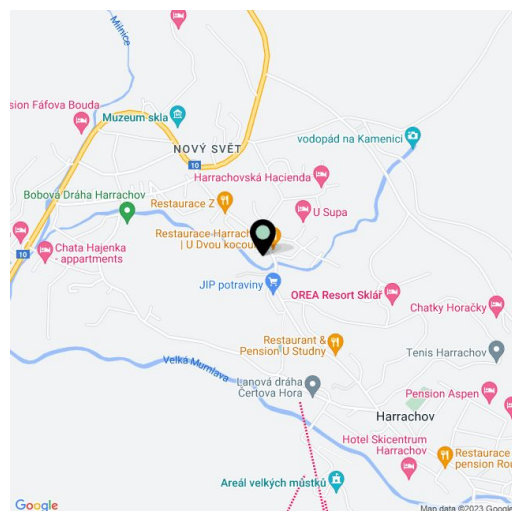 Milnice
nsion Fáfova Bouda
Muzeum skla
NOVÝ SVĚT
vodopád na Kamenici
10
Harrachovská Hacienda
Bobová Dráha Harrachov
Restaurace Z
U Supa
Restaurace Harrach
| U Dvou kocou
10
Chata Hajenka
- appartments
JIP potraviny
OREA Resort Sklář
Chatky Horačky
Restaurant &
Pension U Studny
Tenis Harrachov
Velká Mumlava
Lanová dráha
Čertova Hora
Pension Aspen
Harrachov
Hotel Skicentrum
Harrachov
Restaurace
pension Rou
Areál velkých můstků
Google
Map data ©2023 Google